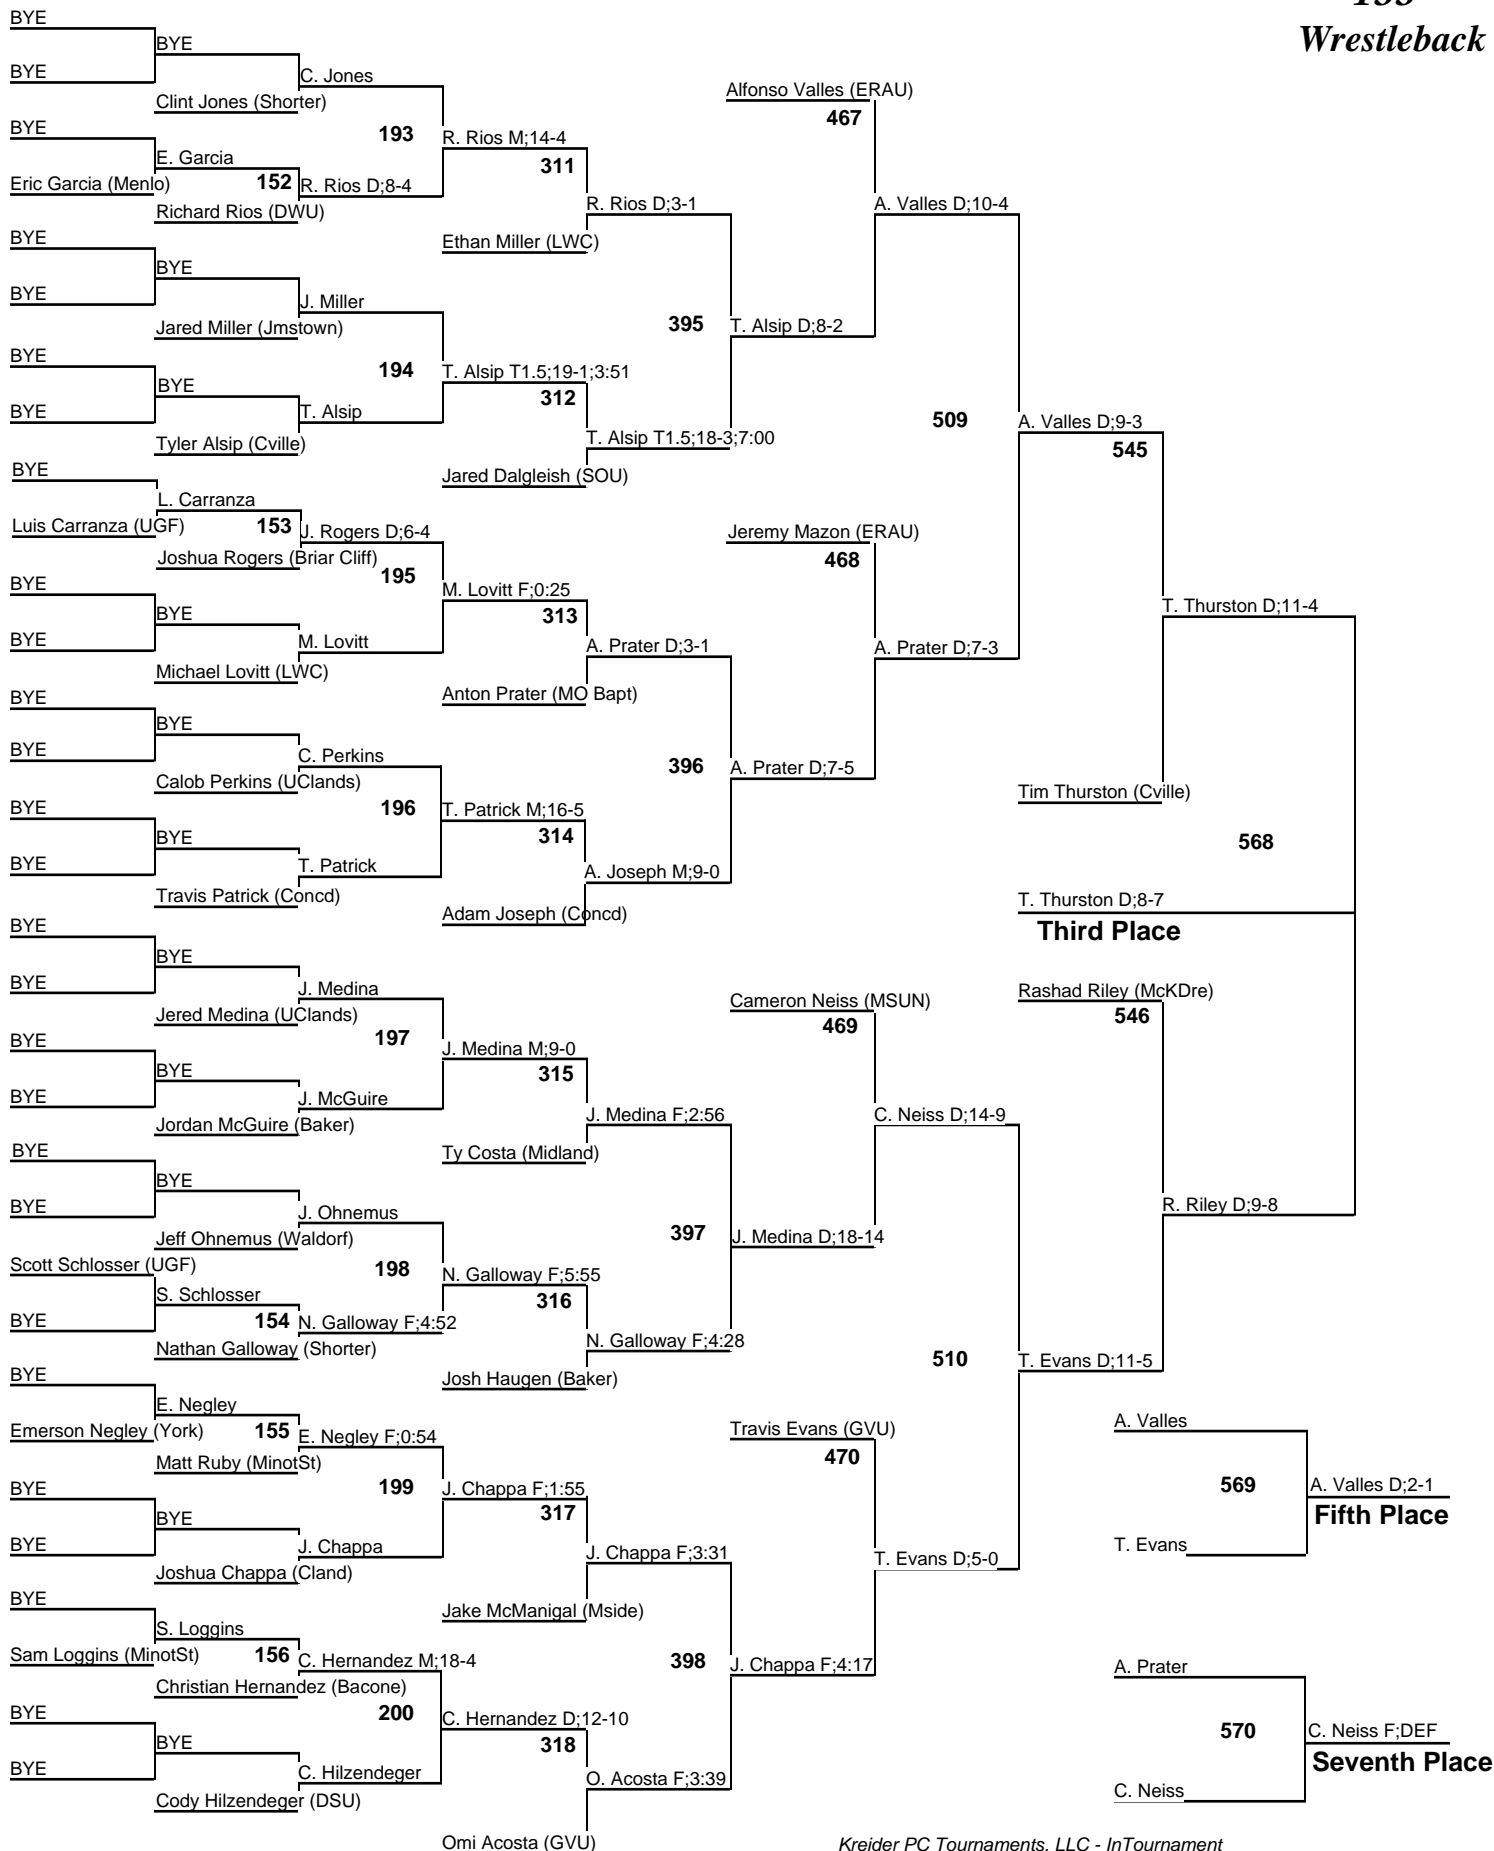 Wrestleback
BYE
BYE
BYE
C. Jones
Clint Jones (Shorter)
Alfonso Valles (ERAU)
467
BYE
193
R. Rios M;14-4
311
E. Garcia
Eric Garcia (Menlo)
152
R. Rios D;8-4
Richard Rios (DWU)
R. Rios D;3-1
A. Valles D;10-4
BYE
Ethan Miller (LWC)
BYE
BYE
J. Miller
Jared Miller (Jmstown)
395
T. Alsip D;8-2
BYE
194
T. Alsip T1.5;19-1;3:51
312
BYE
BYE
T. Alsip
509
A. Valles D;9-3
545
Tyler Alsip (Cville)
T. Alsip T1.5;18-3;7:00
BYE
Jared Dalgleish (SOU)
L. Carranza
Luis Carranza (UGF)
153
J. Rogers D;6-4
Jeremy Mazon (ERAU)
468
Joshua Rogers (Briar Cliff)
195
BYE
M. Lovitt F;0:25
313
T. Thurston D;11-4
BYE
BYE
M. Lovitt
A. Prater D;3-1
A. Prater D;7-3
Michael Lovitt (LWC)
BYE
Anton Prater (MO Bapt)
BYE
BYE
C. Perkins
Calob Perkins (UClands)
396
A. Prater D;7-5
Tim Thurston (Cville)
BYE
196
T. Patrick M;16-5
314
568
BYE
BYE
T. Patrick
A. Joseph M;9-0
Travis Patrick (Concd)
T. Thurston D;8-7
Third Place
Adam Joseph (Concd)
BYE
BYE
BYE
J. Medina
Jered Medina (UClands)
Cameron Neiss (MSUN)
469
Rashad Riley (McKDre)
546
BYE
197
J. Medina M;9-0
315
BYE
BYE
J. McGuire
Jordan McGuire (Baker)
J. Medina F;2:56
C. Neiss D;14-9
BYE
Ty Costa (Midland)
BYE
BYE
J. Ohnemus
Jeff Ohnemus (Waldorf)
397
J. Medina D;18-14
R. Riley D;9-8
Scott Schlosser (UGF)
198
N. Galloway F;5:55
316
S. Schlosser
BYE
154
N. Galloway F;4:52
Nathan Galloway (Shorter)
N. Galloway F;4:28
510
T. Evans D;11-5
BYE
Josh Haugen (Baker)
E. Negley
Emerson Negley (York)
155
E. Negley F;0:54
Matt Ruby (MinotSt)
Travis Evans (GVU)
470
A. Valles
BYE
199
J. Chappa F;1:55
317
569
A. Valles D;2-1
Fifth Place
BYE
BYE
J. Chappa
Joshua Chappa (Cland)
J. Chappa F;3:31
T. Evans D;5-0
T. Evans
BYE
Jake McManigal (Mside)
S. Loggins
Sam Loggins (MinotSt)
156
C. Hernandez M;18-4
Christian Hernandez (Bacone)
398
J. Chappa F;4:17
A. Prater
BYE
200
C. Hernandez D;12-10
318
570
C. Neiss F;DEF
Seventh Place
BYE
BYE
C. Hilzendeger
Cody Hilzendeger (DSU)
O. Acosta F;3:39
C. Neiss
Omi Acosta (GVU)
Kreider PC Tournaments, LLC - InTournament